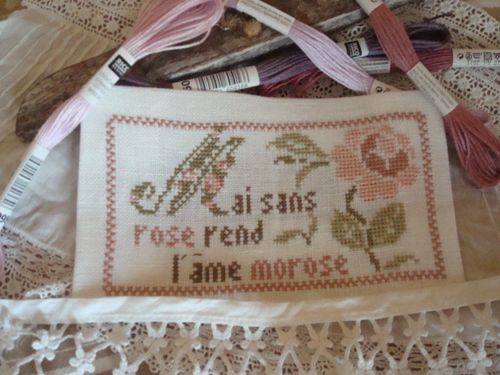 Mai sans
rose rend
l'âme morose